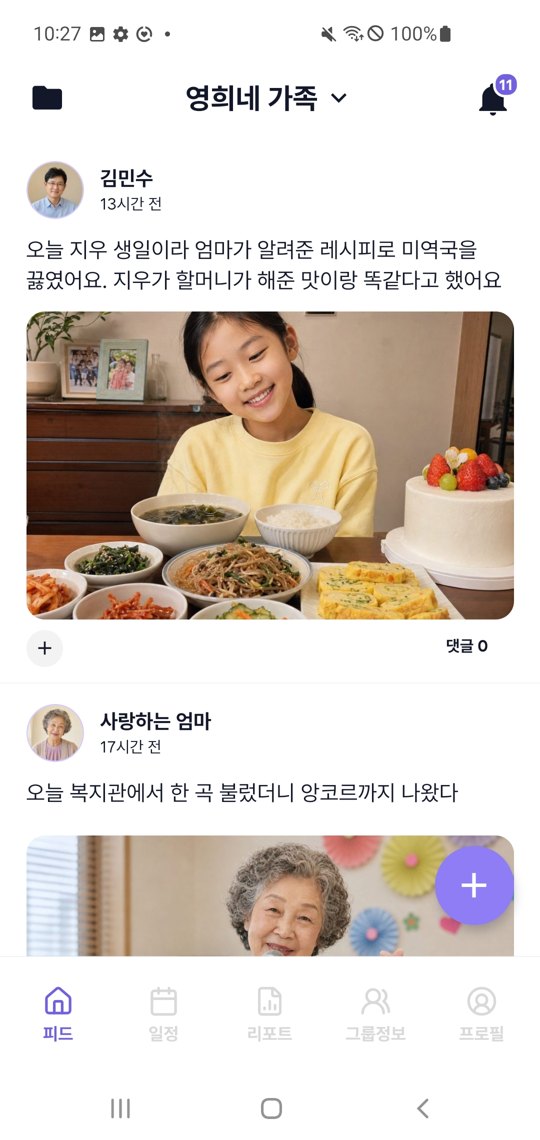 10:27
100%
영희네 가족
11
김민수
13시간 전
오늘 지우 생일이라 엄마가 알려준 레시피로 미역국을
끓였어요. 지우가 할머니가 해준 맛이랑 똑같다고 했어요
댓글 0
사랑하는 엄마
17시간 전
오늘 복지관에서 한 곡 불렀더니 앙코르까지 나왔다
피드
일정
리포트
그룹정보
프로필